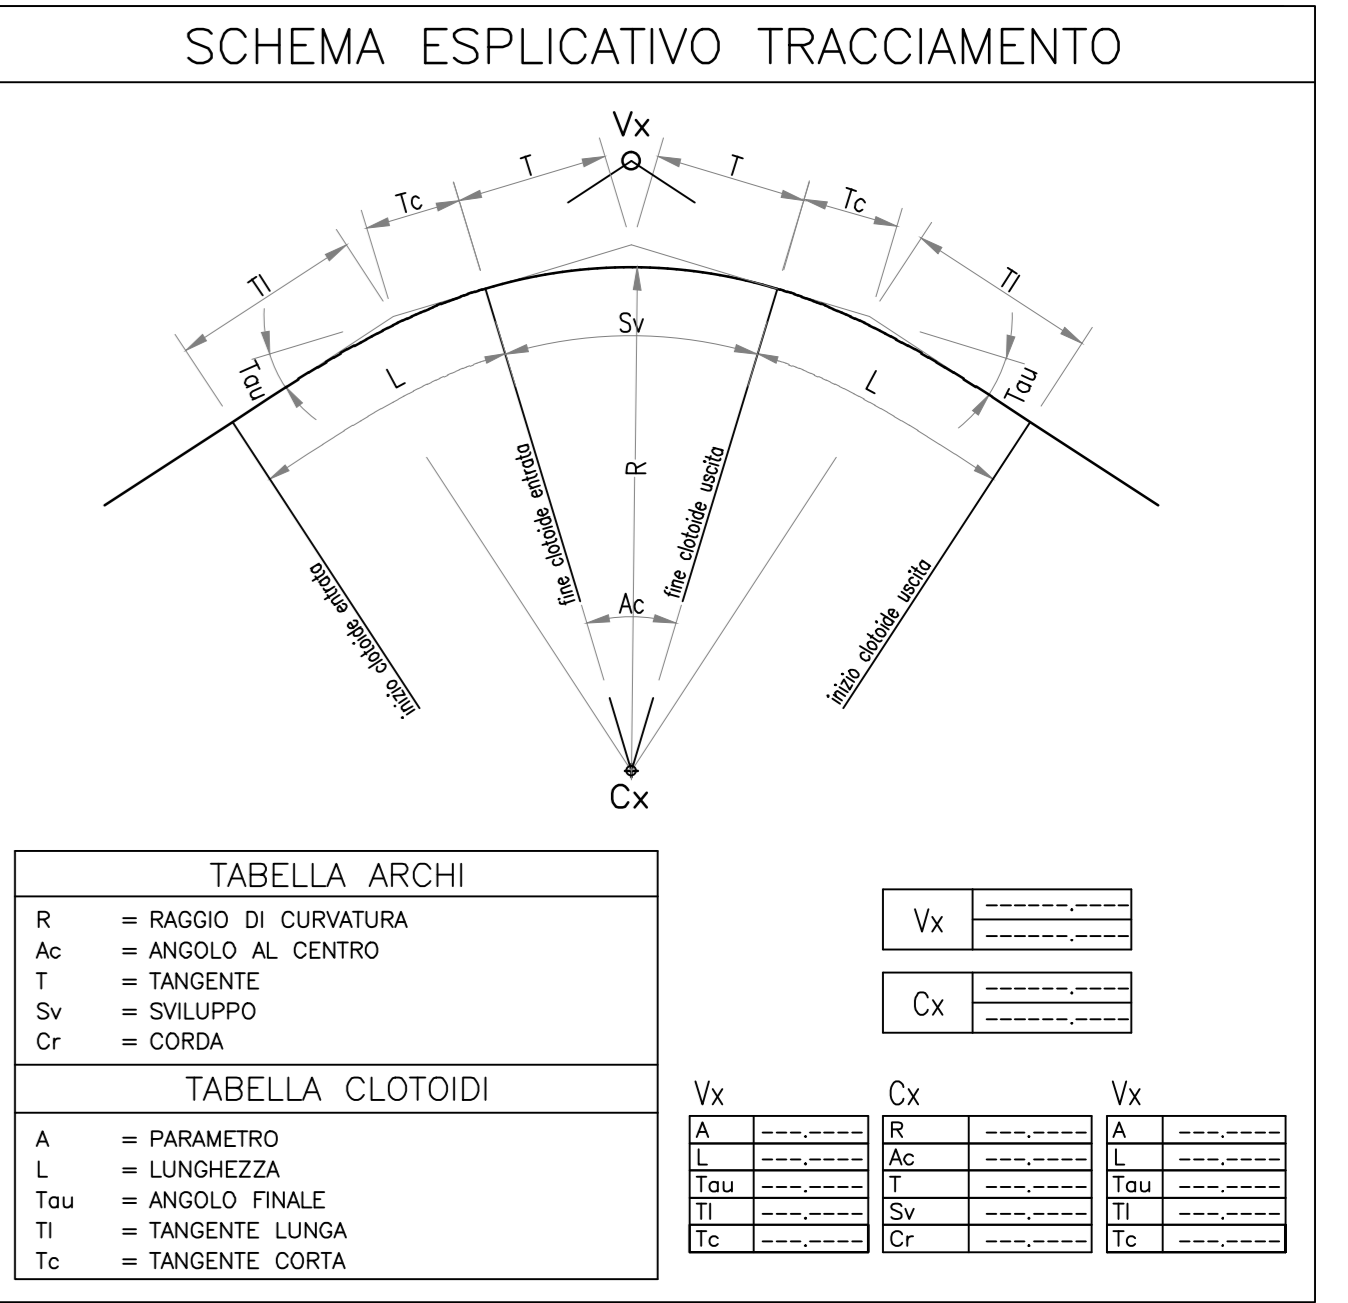 SCHEMA ESPLICATIVO TRACCIAMENTO
Vx
T
T
Tc
Tc
Tl
Tl
Sv
Tau
L
L
Tau
R
fine clotoide entrata
fine clotoide uscita
inizio clotoide entrata
inizio clotoide uscita
Ac
Cx
TABELLA ARCHI
R = RAGGIO DI CURVATURA
Ac = ANGOLO AL CENTRO
T = TANGENTE
Sv = SVILUPPO
Cr = CORDA
TABELLA CLOTOIDI
A = PARAMETRO
L = LUNGHEZZA
Tau = ANGOLO FINALE
Tl = TANGENTE LUNGA
Tc = TANGENTE CORTA
Vx
------.----
------.----
Cx
------.----
------.----
Vx
A ---.----
L ---.----
Tau ---.----
Tl ---.----
Tc ---.----
Cx
R ---.----
Ac ---.----
T ---.----
Sv ---.----
Cr ---.----
Vx
A ---.----
L ---.----
Tau ---.----
Tl ---.----
Tc ---.----